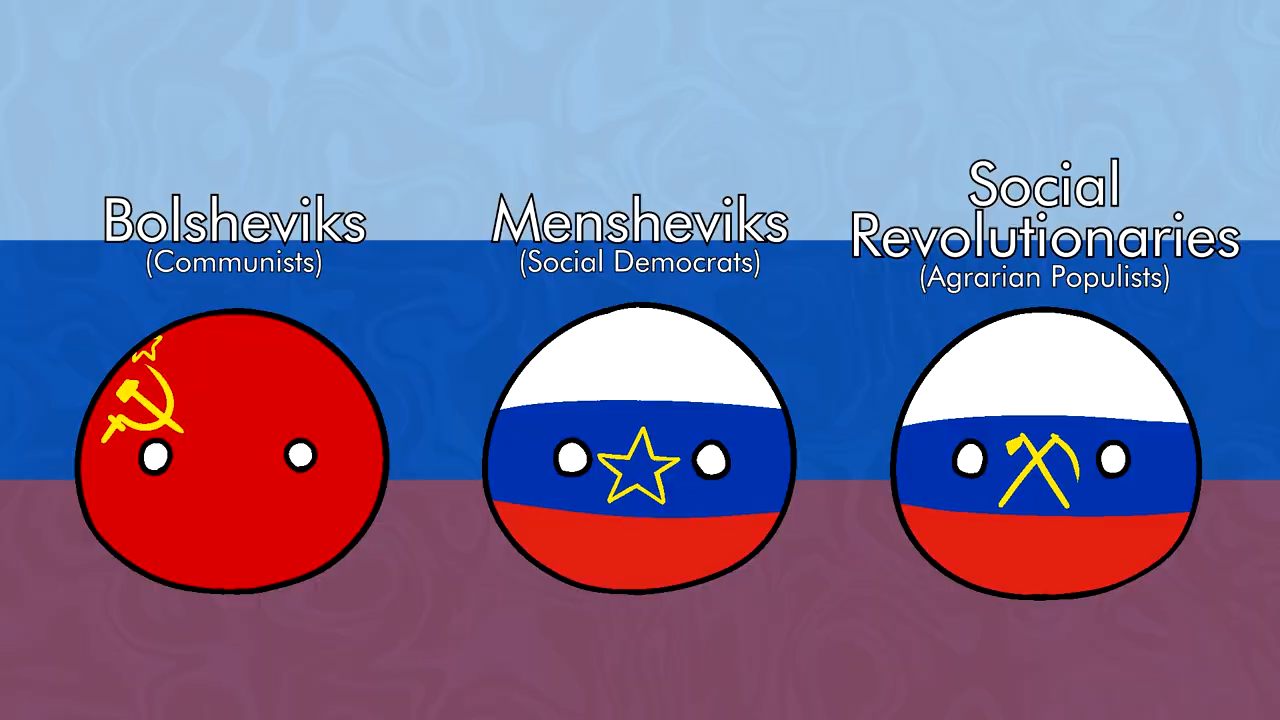 Bolsheviks
(Communists)
Mensheviks
(Social Democrats)
Social
Revolutionaries
(Agrarian Populists)